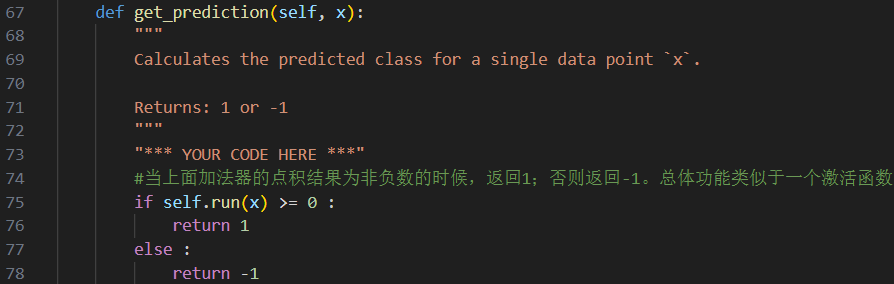 67 def get_prediction(self, x):
68 """
69 Calculates the predicted class for a single data point `x`.
70
71 Returns: 1 or -1
72 """
73 "*** YOUR CODE HERE ***"
74 #当上面加法器的点积结果为非负数的时候，返回1；否则返回-1。总体功能类似于一个激活函数
75 if self.run(x) >= 0 :
76 return 1
77 else :
78 return -1